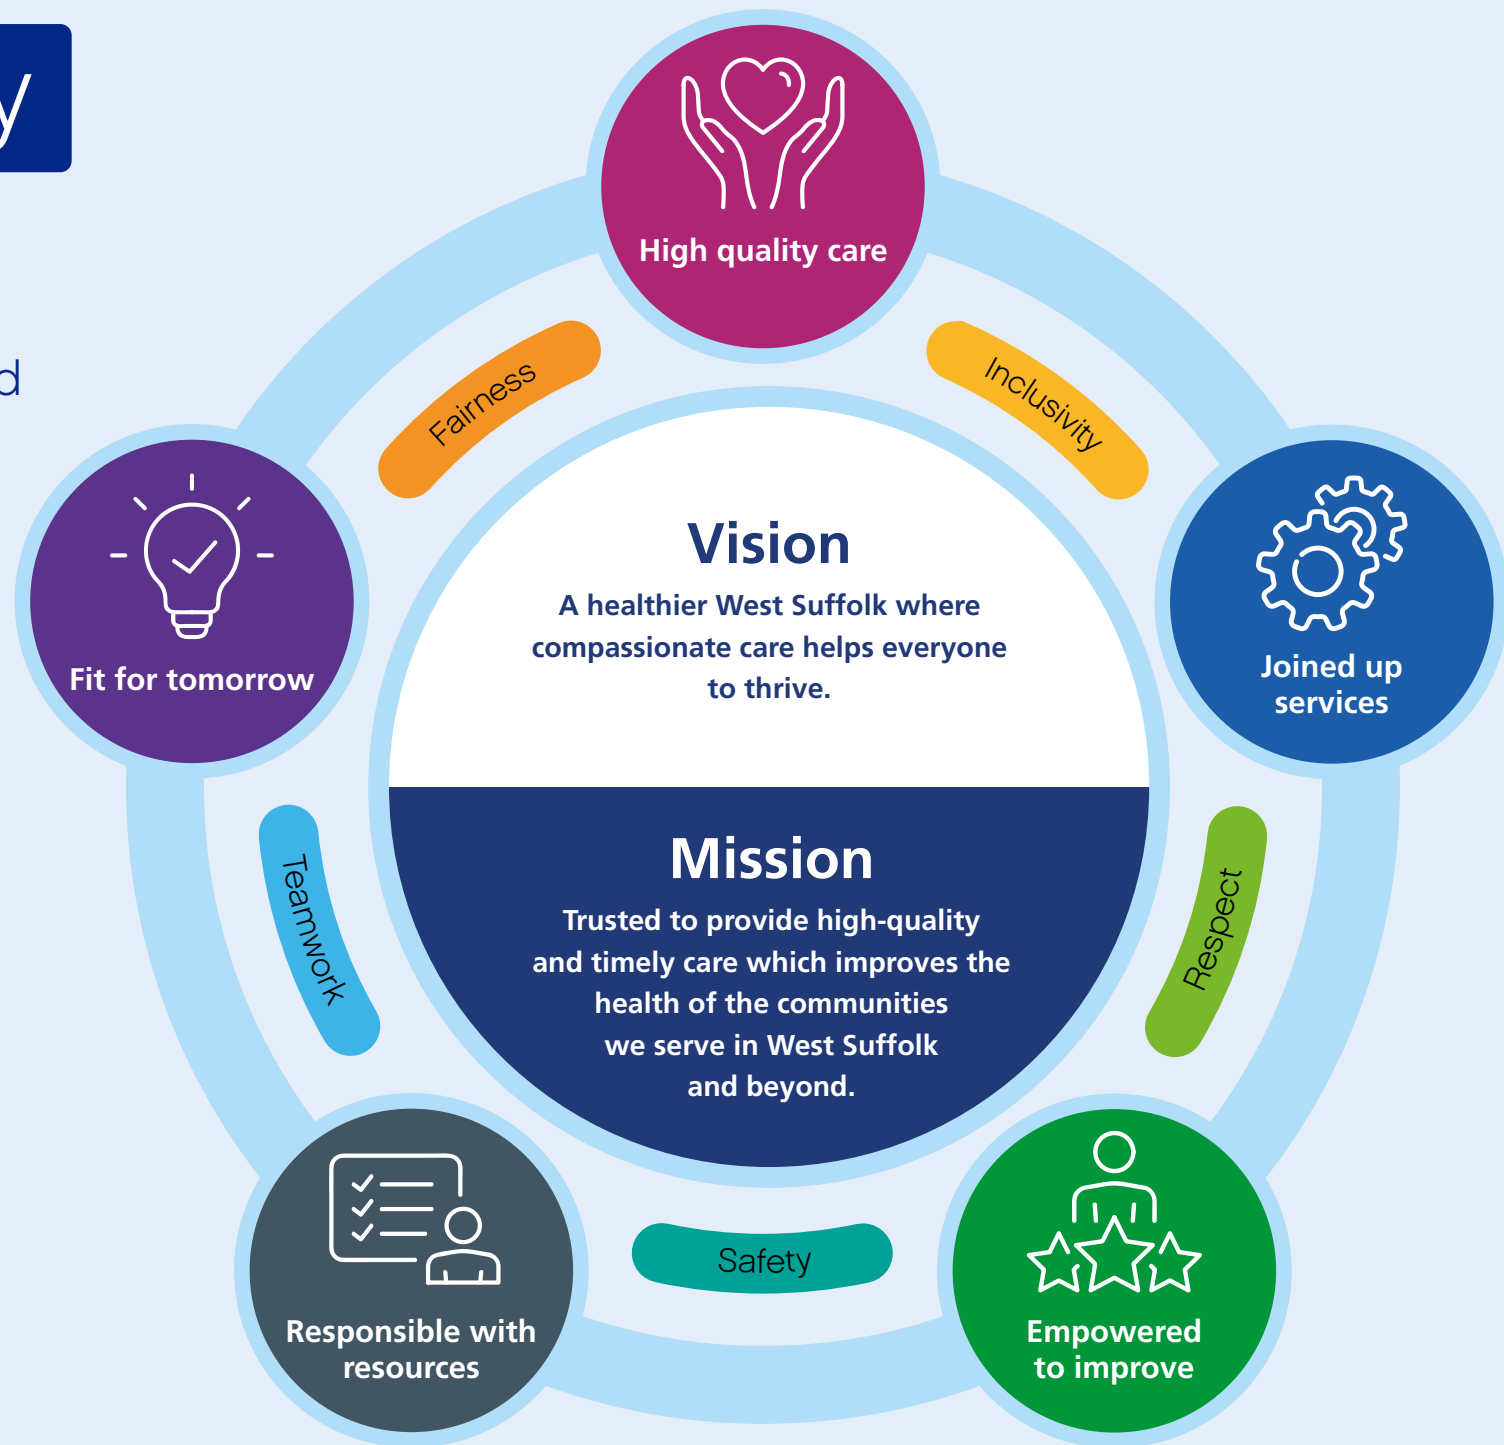 y
d
High quality care
Fairness
Inclusivity
Fit for tomorrow
Joined up
services
Vision
A healthier West Suffolk where
compassionate care helps everyone
to thrive.
Mission
Trusted to provide high-quality
and timely care which improves the
health of the communities
we serve in West Suffolk
and beyond.
Teamwork
Respect
Safety
Responsible with
resources
Empowered
to improve